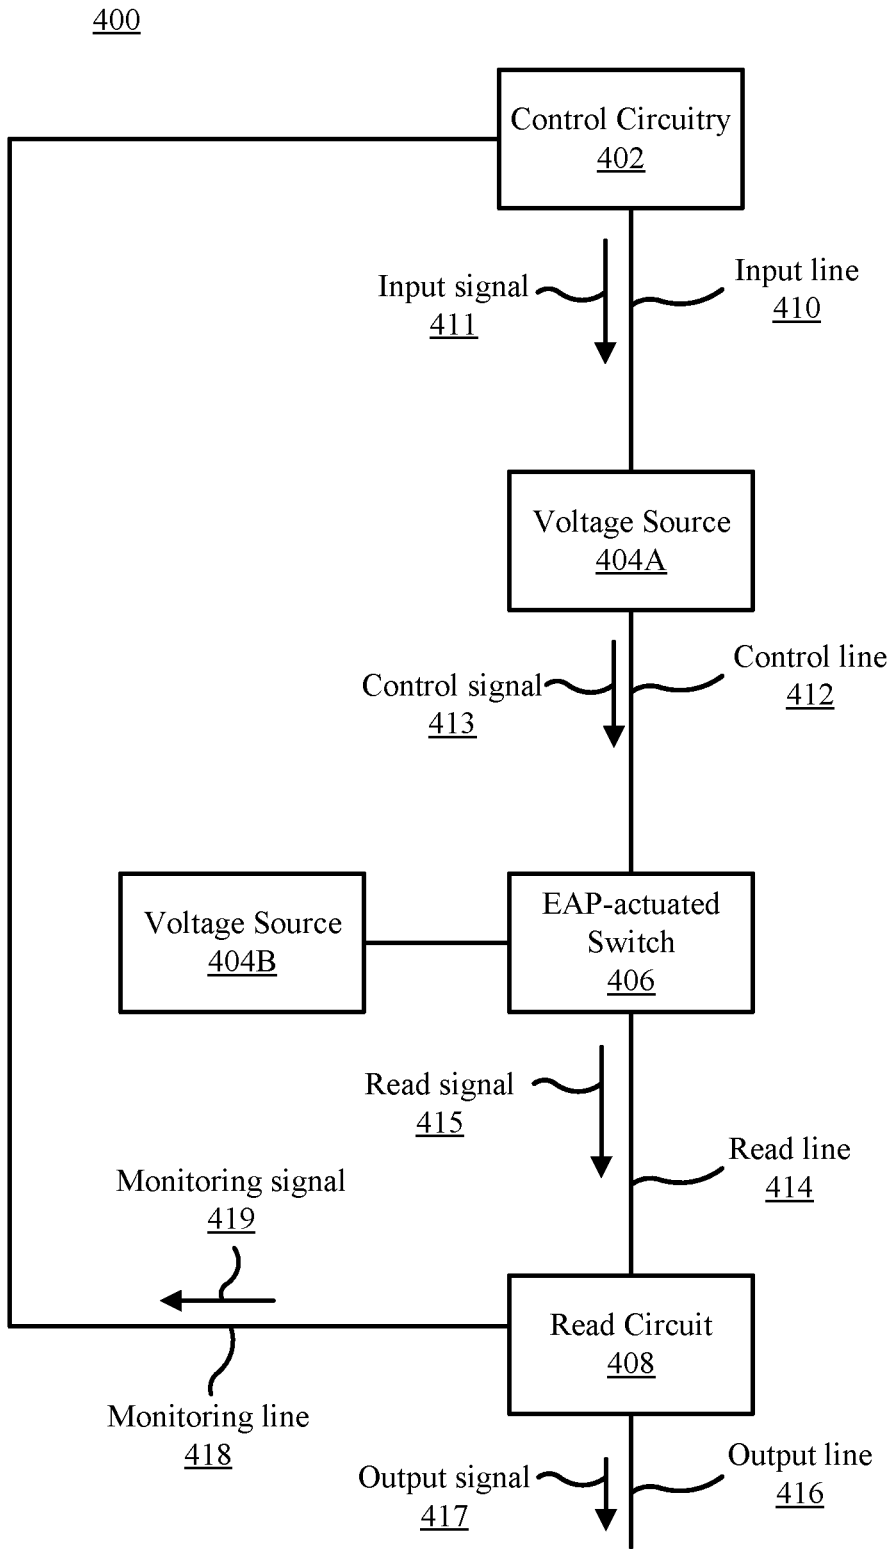 400
Control Circuitry
402
Input signal
411
Input line
410
Voltage Source
404A
Control signal
413
Control line
412
Voltage Source
404B
EAP-actuated
Switch
406
Read signal
415
Read line
414
Monitoring signal
419
Read Circuit
408
Monitoring line
418
Output signal
417
Output line
416